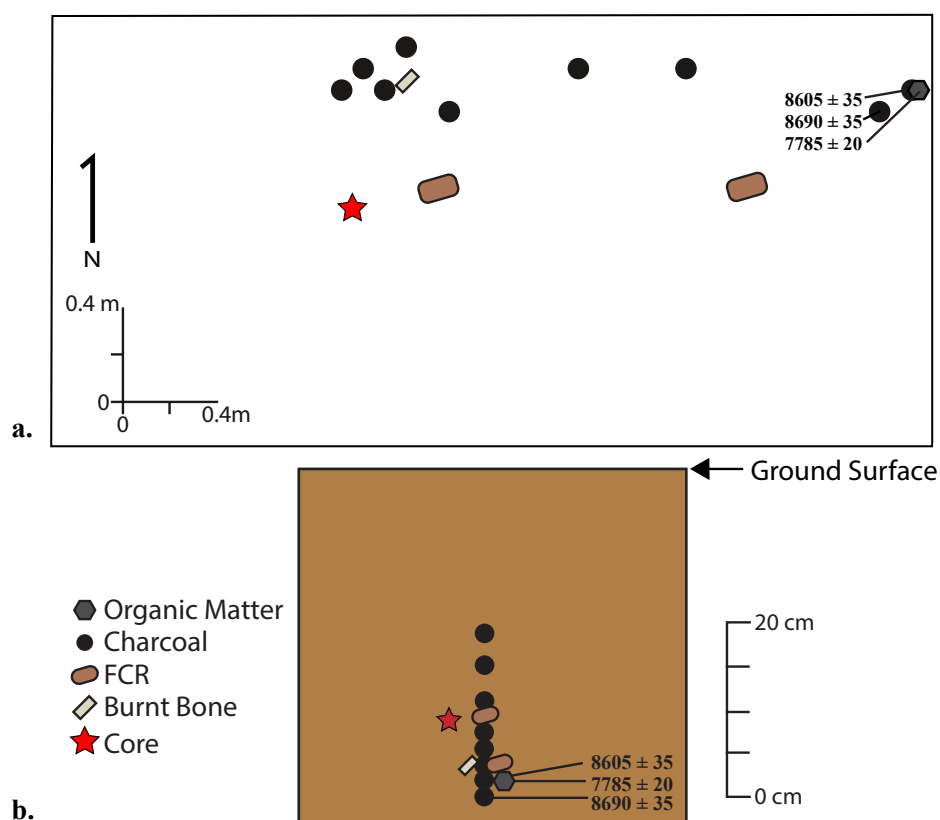 8605 ± 35
8690 ± 35
7785 ± 20
N
0.4 m
0
0
0.4m
a.
Ground Surface
Organic Matter
Charcoal
FCR
Burnt Bone
Core
20 cm
8605 ± 35
7785 ± 20
8690 ± 35
0 cm
b.